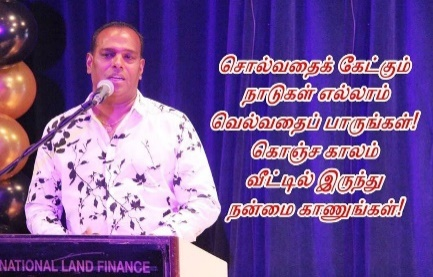 சொல்வதைக் கேட்கும்
நாடுகள் எல்லாம்
வெல்வதைப் பாருங்கள்!
கொஞ்ச காலம்
வீட்டில் இருந்து
நன்மை காணுங்கள்!
NATIONAL LAND FINANCE